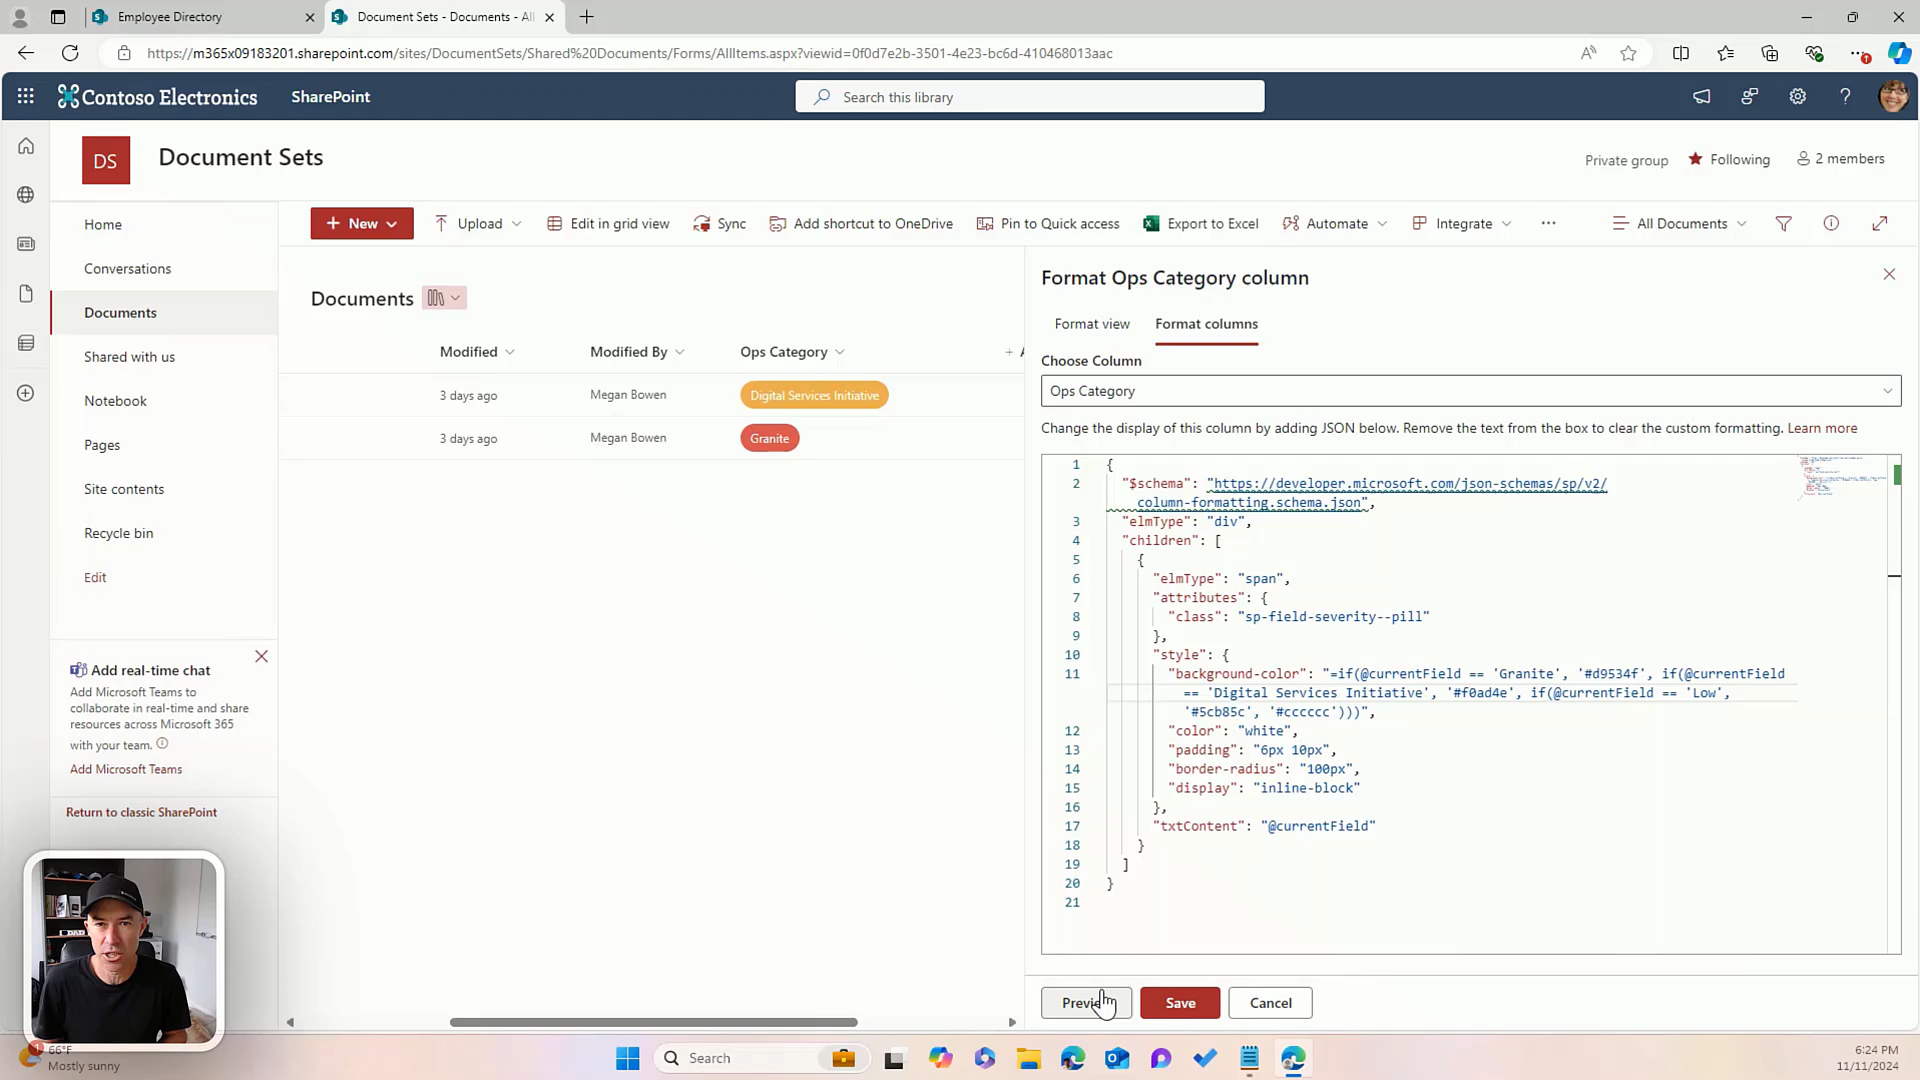 Employee Directory
Document Sets - Documents - All
https://m365x09183201.sharepoint.com/sites/DocumentSets/Shared%20Documents/Forms/AllItems.aspx?viewid=0f0d7e2b-3501-4e23-bc6d-410468013aac
Contoso Electronics
SharePoint
Search this library
DS
Document Sets
Private group
Following
2 members
New
Upload
Edit in grid view
Sync
Add shortcut to OneDrive
Pin to Quick access
Export to Excel
Automate
Integrate
All Documents
Home
Conversations
Documents
Shared with us
Notebook
Pages
Site contents
Recycle bin
Edit
Add real-time chat
Add Microsoft Teams to
collaborate in real-time and share
resources across Microsoft 365
with your team.
Add Microsoft Teams
Return to classic SharePoint
Documents
Modified
Modified By
Ops Category
+ A
3 days ago
Megan Bowen
Digital Services Initiative
3 days ago
Megan Bowen
Granite
Format Ops Category column
Format view
Format columns
Choose Column
Ops Category
Change the display of this column by adding JSON below. Remove the text from the box to clear the custom formatting. Learn more
1 {
2 "$schema": "https://developer.microsoft.com/json-schemas/sp/v2/
column-formatting.schema.json",
3 "elmType": "div",
4 "children": [
5 {
6 "elmType": "span",
7 "attributes": {
8 "class": "sp-field-severity--pill"
9 },
10 "style": {
11 "background-color": "=if(@currentField == 'Granite', '#d9534f', if(@currentField
== 'Digital Services Initiative', '#f0ad4e', if(@currentField == 'Low',
'#5cb85c', '#cccccc')))",
12 "color": "white",
13 "padding": "6px 10px",
14 "border-radius": "100px",
15 "display": "inline-block"
16 },
17 "txtContent": "@currentField"
18 }
19 ]
20 }
21
Save
Cancel
66°F
Mostly sunny
Search
6:24 PM
11/11/2024